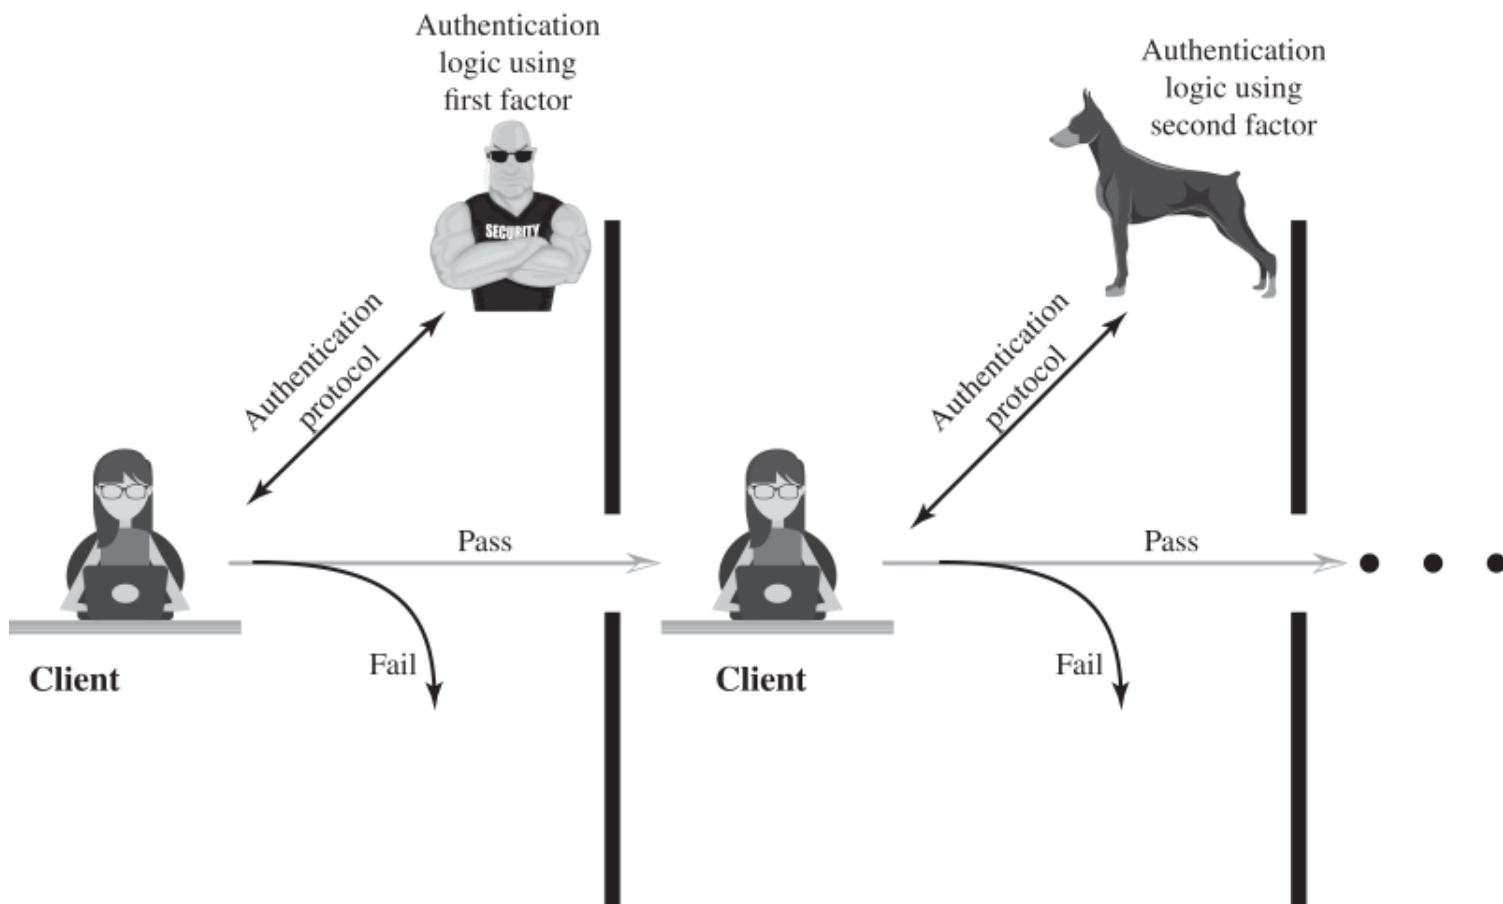 Authentication
logic using
first factor
SECURITY
Authentication
protocol
Pass
Fail
Client
Authentication
logic using
second factor
Authentication
protocol
Pass
Fail
Client